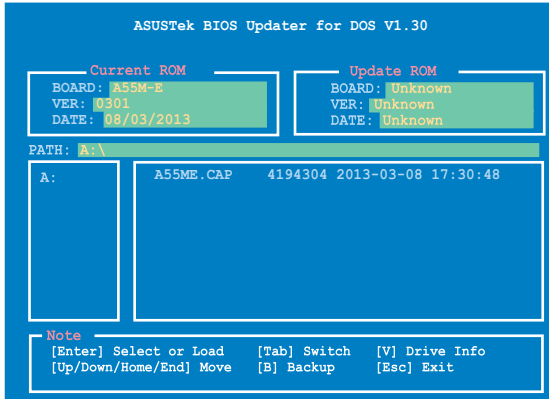 ASUSTek BIOS Updater for DOS V1.30
Current ROM
BOARD: A55M-E
VER: 0301
DATE: 08/03/2013
Update ROM
BOARD: Unknown
VER: Unknown
DATE: Unknown
PATH: A:\
A:
A55ME.CAP 4194304 2013-03-08 17:30:48
Note
[Enter] Select or Load [Tab] Switch [V] Drive Info
[Up/Down/Home/End] Move [B] Backup [Esc] Exit